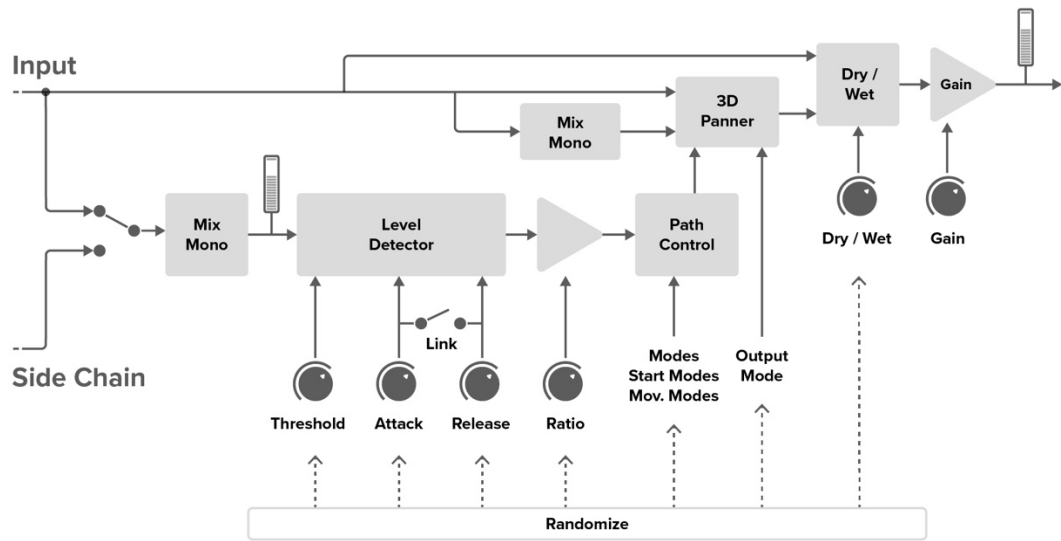 Input
Dry /
Wet
Gain
3D
Panner
Mix
Mono
Mix
Mono
Level
Detector
Path
Control
Dry / Wet
Gain
Link
Side Chain
Modes
Start Modes
Mov. Modes
Output
Mode
Threshold
Attack
Release
Ratio
Randomize